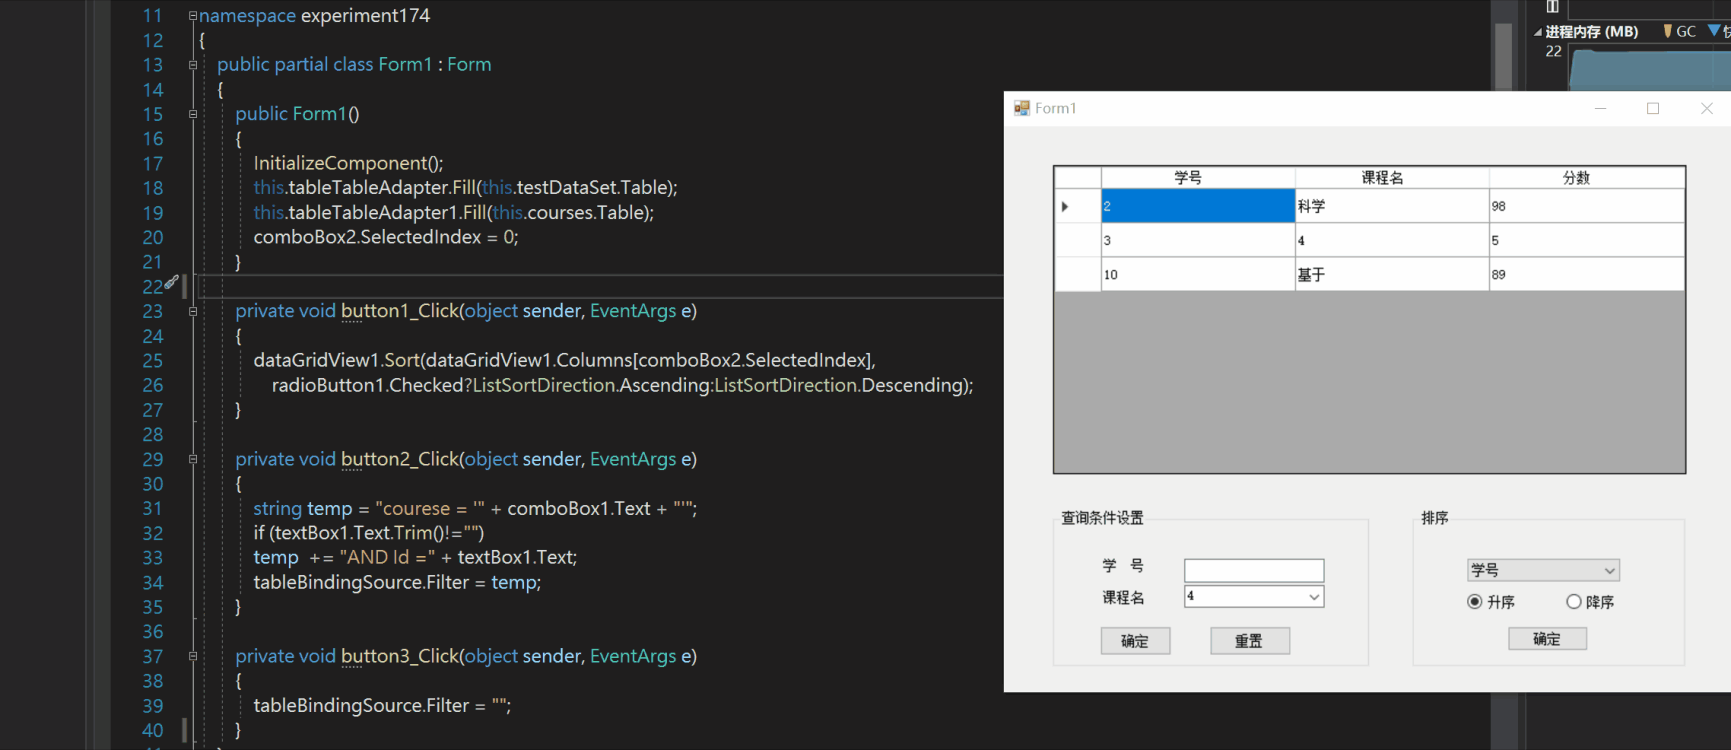 11 namespace experiment174
12 {
13 public partial class Form1 : Form
14 {
15 public Form1()
16 {
17 InitializeComponent();
18 this.tableTableAdapter.Fill(this.testDataSet.Table);
19 this.tableTableAdapter1.Fill(this.courses.Table);
20 comboBox2.SelectedIndex = 0;
21 }
22
23 private void button1_Click(object sender, EventArgs e)
24 {
25 dataGridView1.Sort(dataGridView1.Columns[comboBox2.SelectedIndex],
26 radioButton1.Checked?ListSortDirection.Ascending:ListSortDirection.Descending);
27 }
28
29 private void button2_Click(object sender, EventArgs e)
30 {
31 string temp = "courese = '" + comboBox1.Text + "'";
32 if (textBox1.Text.Trim()!="")
33 temp += "AND Id =" + textBox1.Text;
34 tableBindingSource.Filter = temp;
35 }
36
37 private void button3_Click(object sender, EventArgs e)
38 {
39 tableBindingSource.Filter = "";
40 }
进程内存 (MB) GC
22
Form1
学号 课程名 分数
2 科学 98
3 4 5
10 基于 89
查询条件设置
学 号
课程名 4
确定 重置
排序
学号
升序 降序
确定